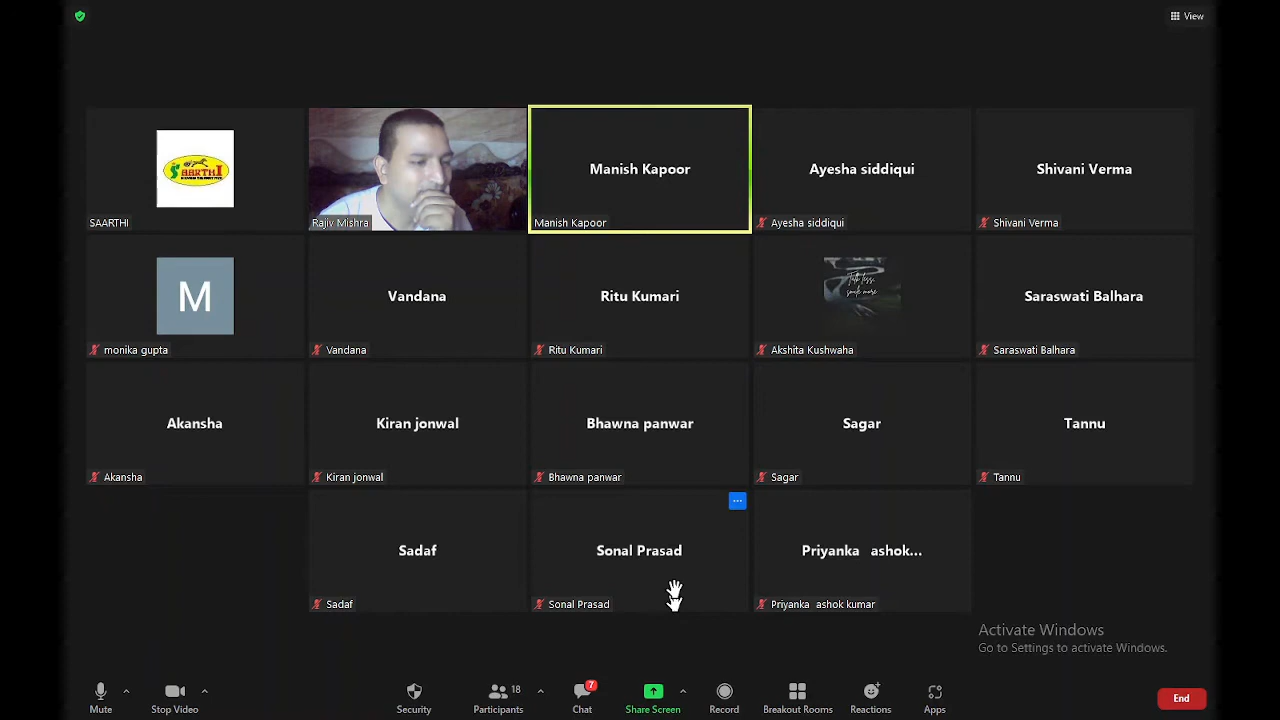 View
SAARTHI
SAARTHI
Rajiv Mishra
Manish Kapoor
Manish Kapoor
Ayesha siddiqui
Ayesha siddiqui
Shivani Verma
Shivani Verma
M
monika gupta
Vandana
Vandana
Ritu Kumari
Ritu Kumari
Talk less,
smile more
Akshita Kushwaha
Saraswati Balhara
Saraswati Balhara
Akansha
Akansha
Kiran jonwal
Kiran jonwal
Bhawna panwar
Bhawna panwar
Sagar
Sagar
Tannu
Tannu
Sadaf
Sadaf
...
Sonal Prasad
Sonal Prasad
Priyanka ashok...
Priyanka ashok kumar
Activate Windows
Go to Settings to activate Windows.
Mute
Stop Video
Security
18
Participants
7
Chat
Share Screen
Record
Breakout Rooms
Reactions
Apps
End